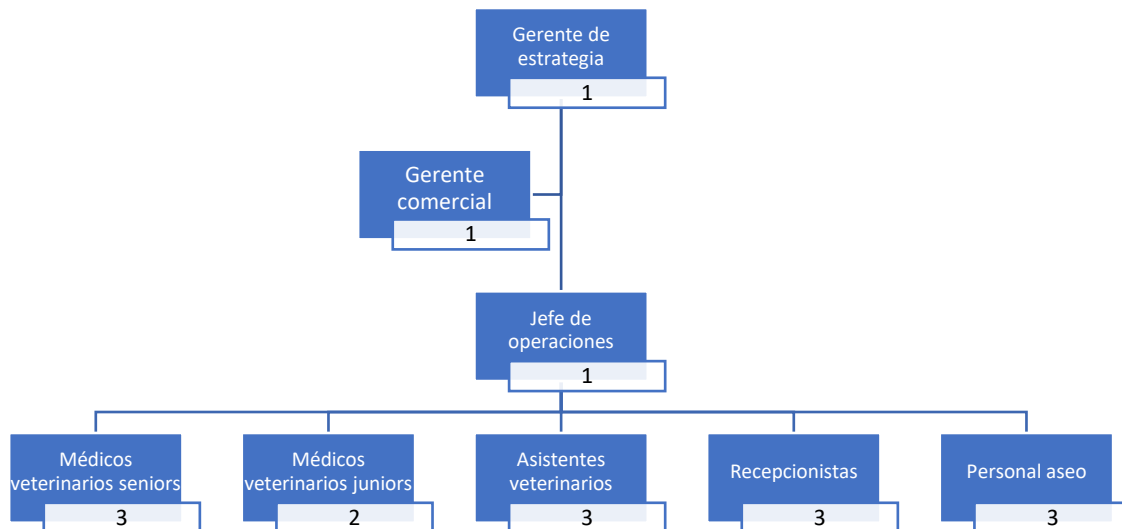 Gerente de
estrategia
1
Gerente
comercial
1
Jefe de
operaciones
1
Médicos
veterinarios seniors
3
Médicos
veterinarios juniors
2
Asistentes
veterinarios
3
Recepcionistas
3
Personal aseo
3